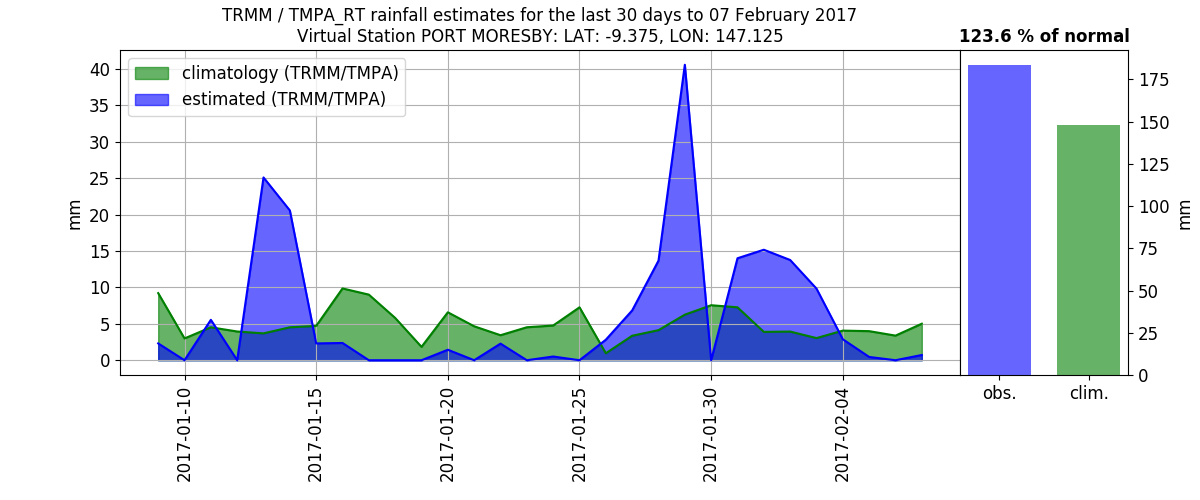 TRMM / TMPA_RT rainfall estimates for the last 30 days to 07 February 2017
Virtual Station PORT MORESBY: LAT: -9.375, LON: 147.125
123.6 % of normal
climatology (TRMM/TMPA)
estimated (TRMM/TMPA)
mm
40
35
30
25
20
15
10
5
0
2017-01-10
2017-01-15
2017-01-20
2017-01-25
2017-01-30
2017-02-04
175
150
125
100
75
50
25
0
mm
obs.
clim.